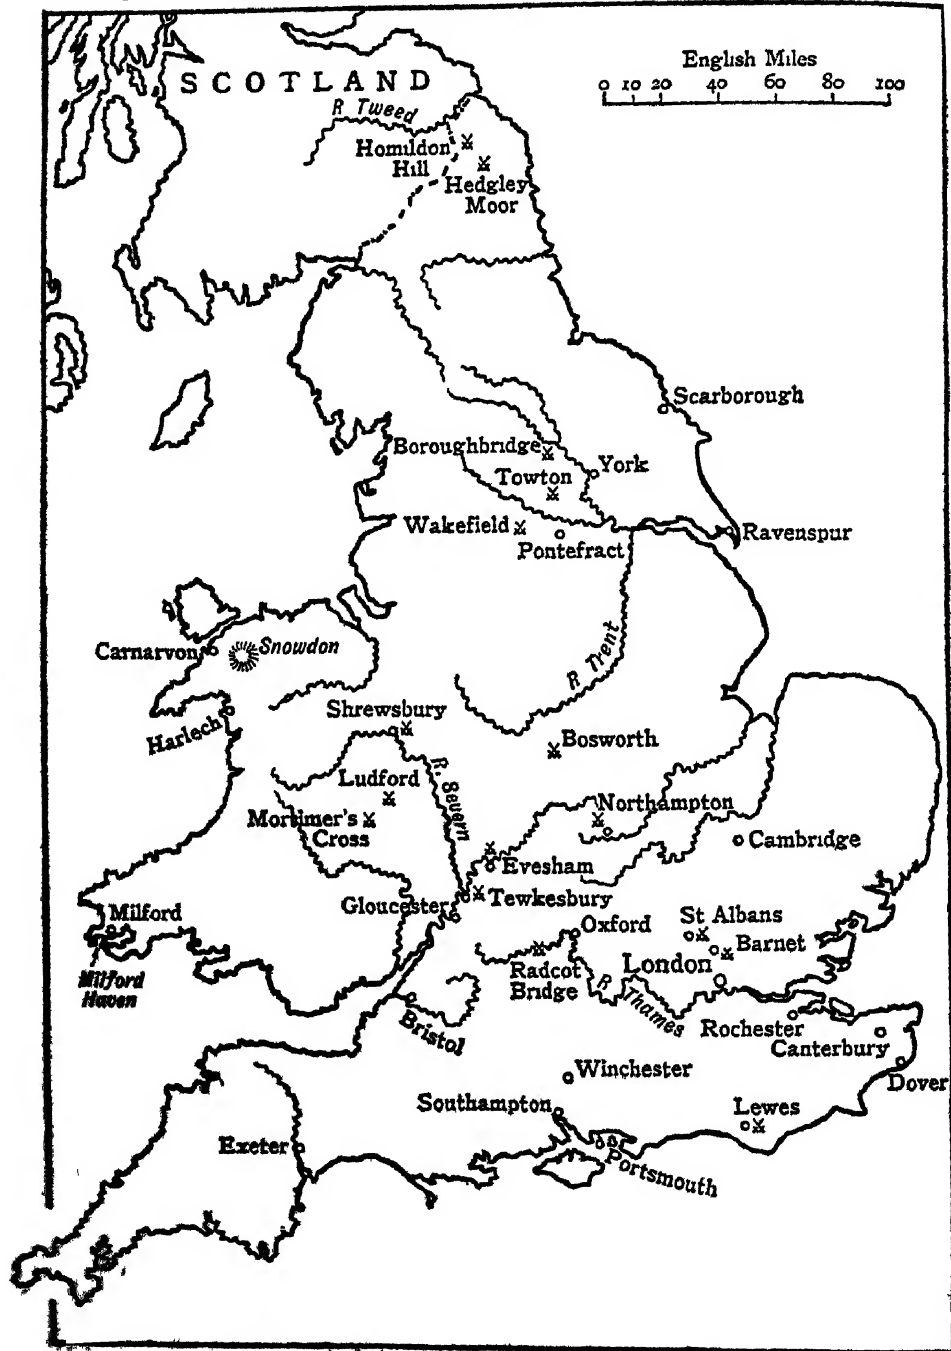 English Miles
0 10 20 40 60 80 100
SCOTLAND
R Tweed
Homildon
Hill
Hedgley
Moor
Scarborough
Boroughbridge
York
Towton
Wakefield
Ravenspur
Pontefract
Carnarvon
Snowdon
R Trent
Harlech
Shrewsbury
Bosworth
R. Severn
Ludford
Northampton
Mortimer's
Cross
Cambridge
Evesham
Tewkesbury
Gloucester
Milford
Oxford
St Albans
Barnet
Milford
Haven
Radcot
Bridge
London
R Thames
Rochester
Bristol
Canterbury
Winchester
Dover
Southampton
Lewes
Exeter
Portsmouth